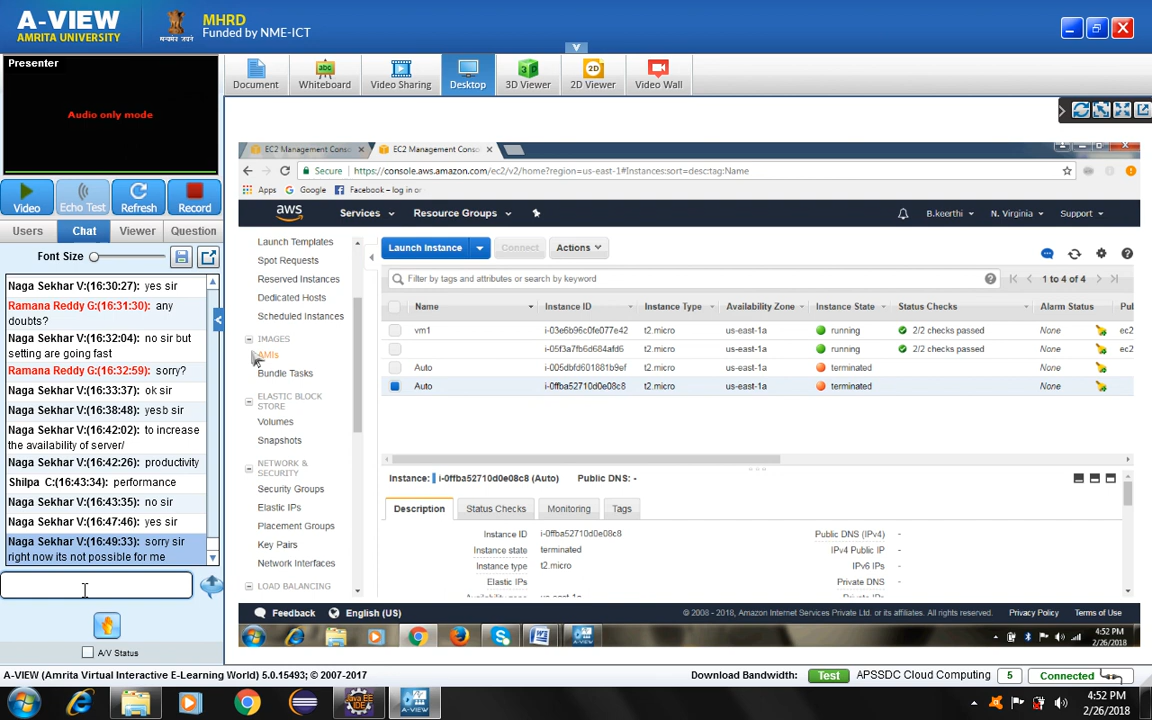 A-VIEW
AMRITA UNIVERSITY
MHRD
Funded by NME-ICT
Presenter
Audio only mode
Document
Whiteboard
Video Sharing
Desktop
3D Viewer
2D Viewer
Video Wall
Video
Echo Test
Refresh
Record
Users
Chat
Viewer
Question
Font Size
Naga Sekhar V:(16:30:27): yes sir
Ramana Reddy G:(16:31:30): any
doubts?
Naga Sekhar V:(16:32:04): no sir but
setting are going fast
Ramana Reddy G:(16:32:59): sorry?
Naga Sekhar V:(16:33:37): ok sir
Naga Sekhar V:(16:38:48): yesb sir
Naga Sekhar V:(16:42:02): to increase
the availability of server/
Naga Sekhar V:(16:42:26): productivity
Shilpa C:(16:43:34): performance
Naga Sekhar V:(16:43:35): no sir
Naga Sekhar V:(16:47:46): yes sir
Naga Sekhar V:(16:49:33): sorry sir
right now its not possible for me
A/V Status
EC2 Management Conso
EC2 Management Conso
Secure
https://console.aws.amazon.com/ec2/v2/home?region=us-east-1#Instances:sort=desc:tag:Name
Apps
Google
Facebook – log in or
aws
Services
Resource Groups
B.keerthi
N. Virginia
Support
Launch Templates
Spot Requests
Reserved Instances
Dedicated Hosts
Scheduled Instances
IMAGES
AMIs
Bundle Tasks
ELASTIC BLOCK
STORE
Volumes
Snapshots
NETWORK &
SECURITY
Security Groups
Elastic IPs
Placement Groups
Key Pairs
Network Interfaces
LOAD BALANCING
Launch Instance
Connect
Actions
Filter by tags and attributes or search by keyword
1 to 4 of 4
Name Instance ID Instance Type Availability Zone Instance State Status Checks Alarm Status Pul
vm1 i-03e6b96c0fe077e42 t2.micro us-east-1a running 2/2 checks passed None ec2
i-05f3a7fb6d684afd6 t2.micro us-east-1a running 2/2 checks passed None ec2
Auto i-005dbfd601881b9ef t2.micro us-east-1a terminated None
Auto i-0ffba52710d0e08c8 t2.micro us-east-1a terminated None
Instance: i-0ffba52710d0e08c8 (Auto) Public DNS: -
Description
Status Checks
Monitoring
Tags
Instance ID i-0ffba52710d0e08c8 Public DNS (IPv4) -
Instance state terminated IPv4 Public IP -
Instance type t2.micro IPv6 IPs -
Elastic IPs Private DNS -
Feedback
English (US)
© 2008 - 2018, Amazon Internet Services Private Ltd. or its affiliates. All rights reserved.
Privacy Policy
Terms of Use
4:52 PM
2/26/2018
A-VIEW (Amrita Virtual Interactive E-Learning World) 5.0.15493; © 2007-2017
Download Bandwidth:
Test
APSSDC Cloud Computing
5
Connected
Java EE
IDE
A-VIEW
4:52 PM
2/26/2018